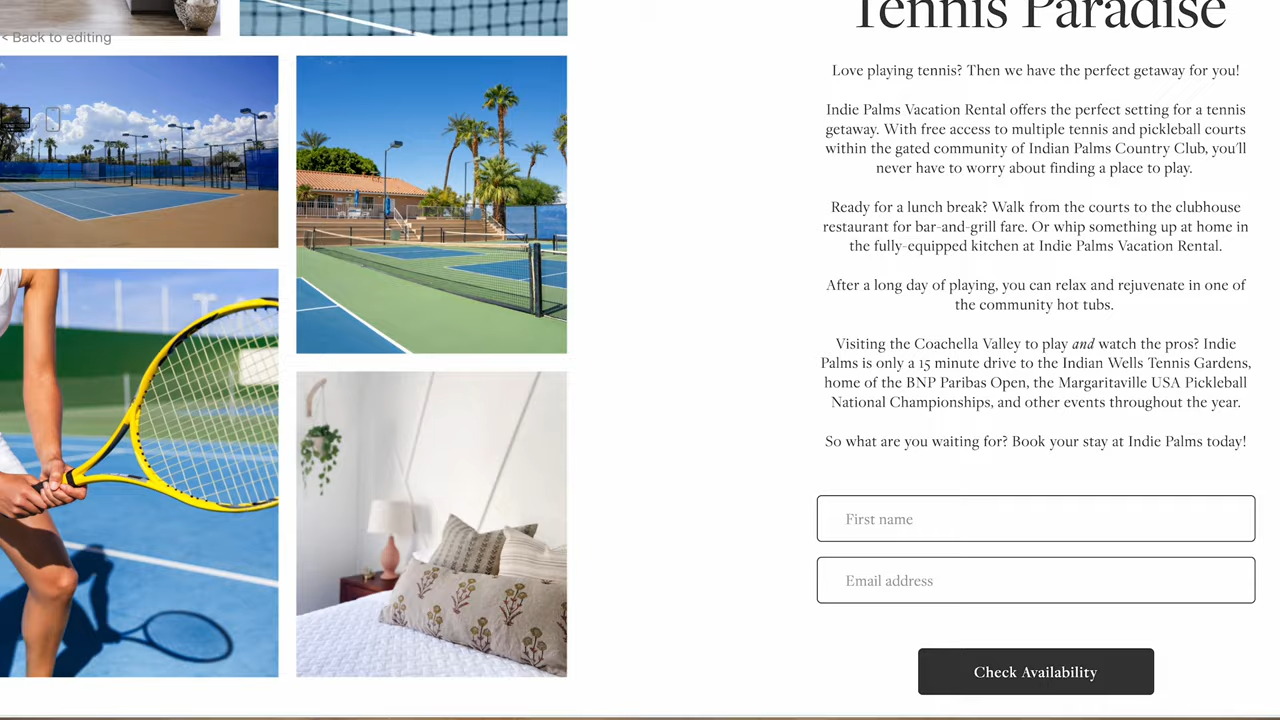 < Back to editing
Tennis Paradise
Love playing tennis? Then we have the perfect getaway for you!
Indie Palms Vacation Rental offers the perfect setting for a tennis
getaway. With free access to multiple tennis and pickleball courts
within the gated community of Indian Palms Country Club, you'll
never have to worry about finding a place to play.
Ready for a lunch break? Walk from the courts to the clubhouse
restaurant for bar-and-grill fare. Or whip something up at home in
the fully-equipped kitchen at Indie Palms Vacation Rental.
After a long day of playing, you can relax and rejuvenate in one of
the community hot tubs.
Visiting the Coachella Valley to play and watch the pros? Indie
Palms is only a 15 minute drive to the Indian Wells Tennis Gardens,
home of the BNP Paribas Open, the Margaritaville USA Pickleball
National Championships, and other events throughout the year.
So what are you waiting for? Book your stay at Indie Palms today!
First name
Email address
Check Availability